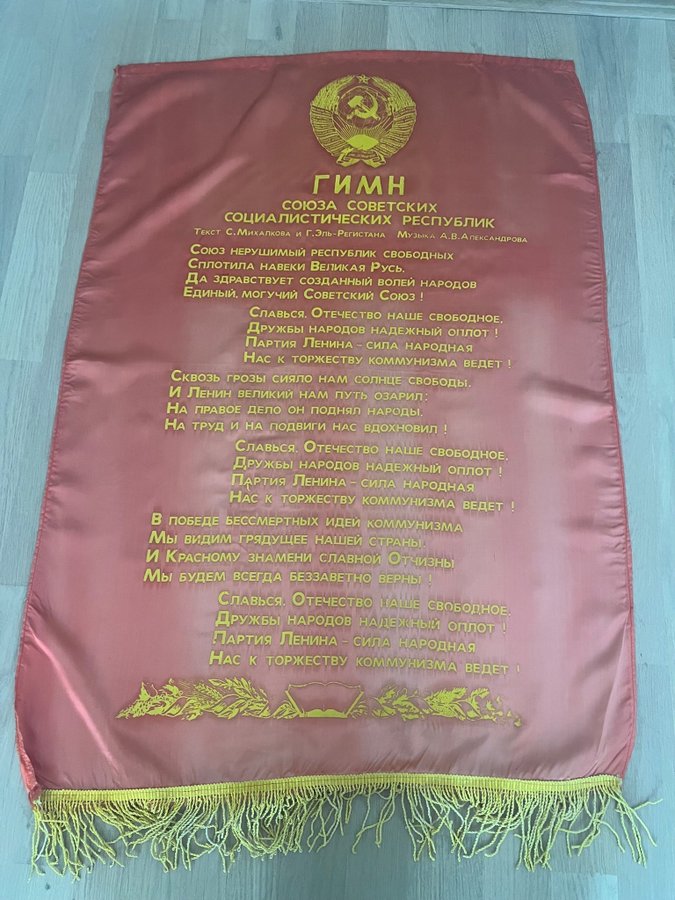 ГИМН
СОЮЗА СОВЕТСКИХ
СОЦИАЛИСТИЧЕСКИХ РЕСПУБЛИК
Текст С.Михалкова и Г.Эль-Регистана Музыка А.В.Александрова
Союз нерушимый республик свободных
Сплотила навеки Великая Русь.
Да здравствует созданный волей народов
Единый, могучий Советский Союз !
Славься, Отечество наше свободное,
Дружбы народов надежный оплот !
Партия Ленина – сила народная
Нас к торжеству коммунизма ведет !
Сквозь грозы сияло нам солнце свободы,
И Ленин великий нам путь озарил:
На правое дело он поднял народы,
На труд и на подвиги нас вдохновил !
Славься, Отечество наше свободное,
Дружбы народов надежный оплот !
Партия Ленина – сила народная
Нас к торжеству коммунизма ведет !
В победе бессмертных идей коммунизма
Мы видим грядущее нашей страны.
И Красному знамени славной Отчизны
Мы будем всегда беззаветно верны !
Славься, Отечество наше свободное,
Дружбы народов надежный оплот !
Партия Ленина – сила народная
Нас к торжеству коммунизма ведет !